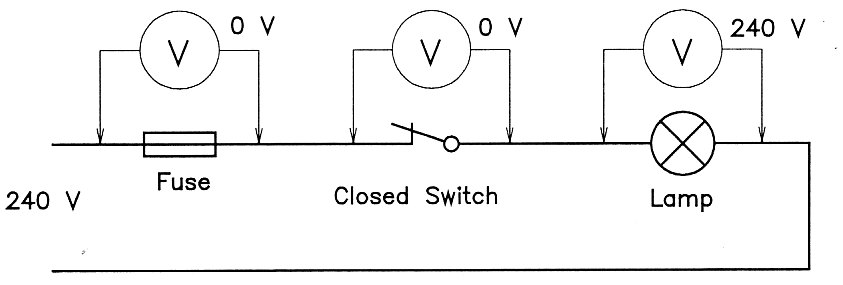 V 0 V V 0 V V 240 V
Fuse Closed Switch Lamp
240 V